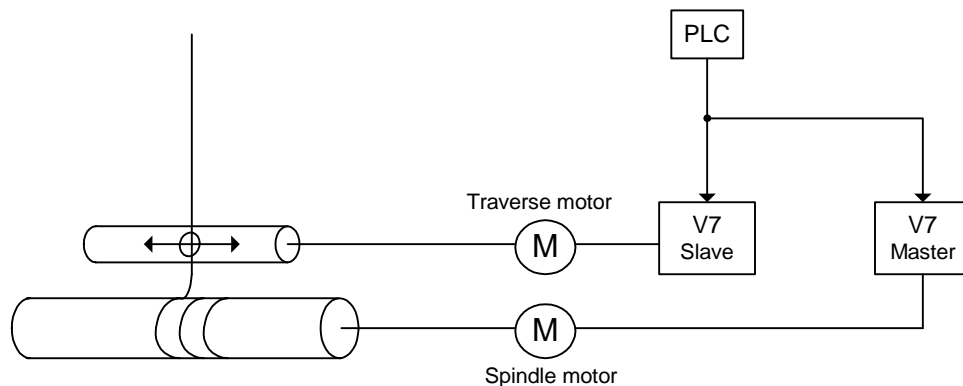 PLC
Traverse motor
V7
Slave
V7
Master
M
M
Spindle motor